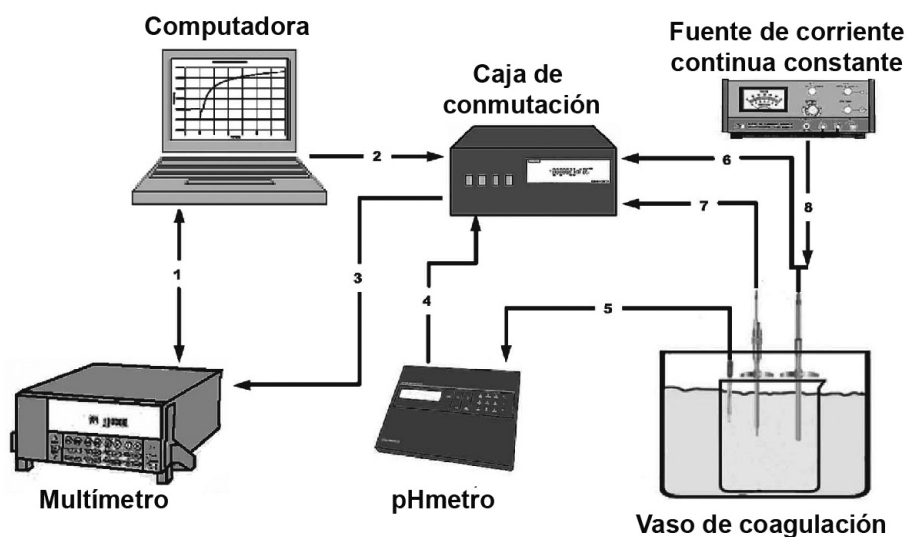 Computadora
Fuente de corriente
continua constante
Caja de
conmutación
2
6
7
8
1
3
4
5
Multímetro
pHmetro
Vaso de coagulación